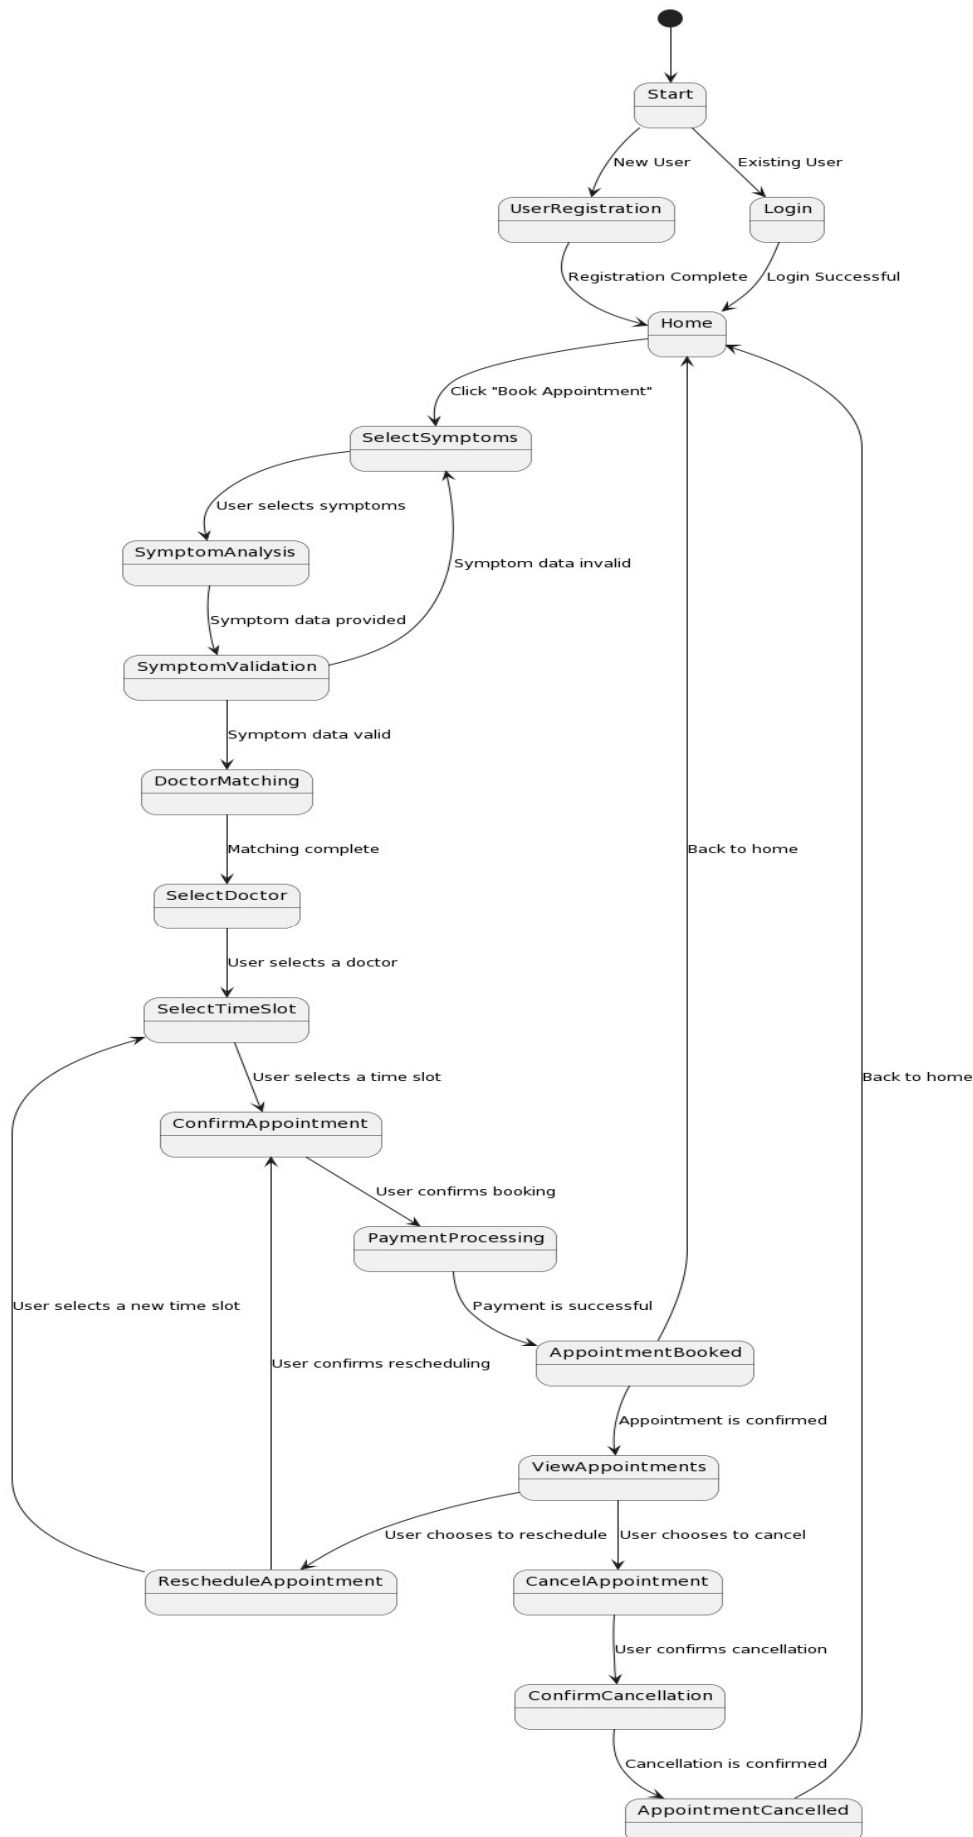 Start
New User
Existing User
UserRegistration
Login
Registration Complete
Login Successful
Home
Click "Book Appointment"
SelectSymptoms
User selects symptoms
SymptomAnalysis
Symptom data invalid
Symptom data provided
SymptomValidation
Symptom data valid
DoctorMatching
Matching complete
Back to home
SelectDoctor
User selects a doctor
SelectTimeSlot
User selects a time slot
Back to home
ConfirmAppointment
User confirms booking
PaymentProcessing
User selects a new time slot
Payment is successful
AppointmentBooked
User confirms rescheduling
Appointment is confirmed
ViewAppointments
User chooses to reschedule
User chooses to cancel
RescheduleAppointment
CancelAppointment
User confirms cancellation
ConfirmCancellation
Cancellation is confirmed
AppointmentCancelled